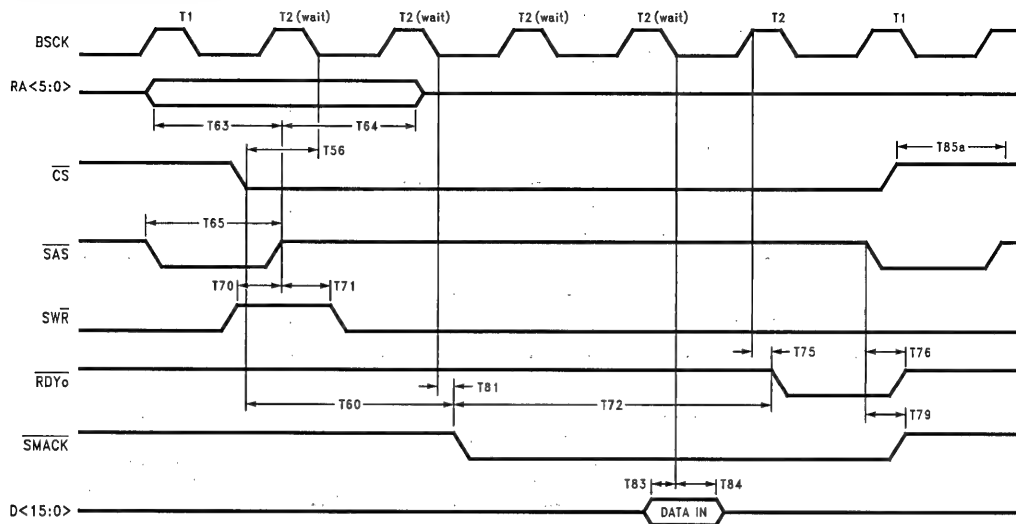 T1 T2 (wait) T2 (wait) T2 (wait) T2 (wait) T2 T1
BSCK
RA<5:0>
T63 T64
T56 T85a
CS
T65
SAS
T70 T71
SWR
T75 T76
RDYo
T81
T60 T72
T79
SMACK
T83 T84
D<15:0> DATA IN